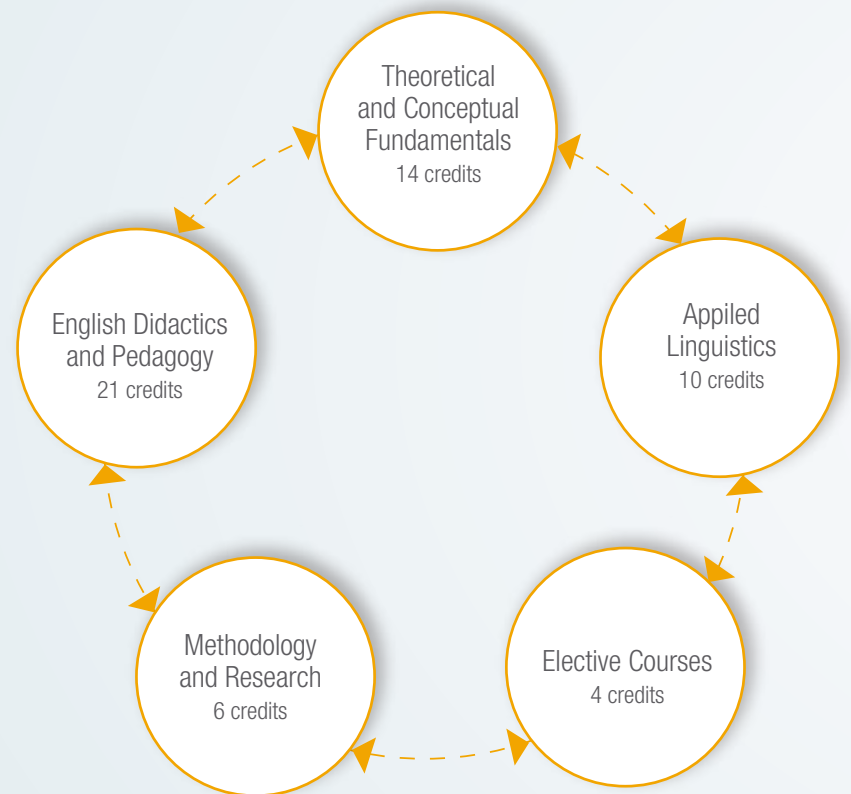 Theoretical
and Conceptual
Fundamentals
14 credits
English Didactics
and Pedagogy
21 credits
Appiled
Linguistics
10 credits
Methodology
and Research
6 credits
Elective Courses
4 credits